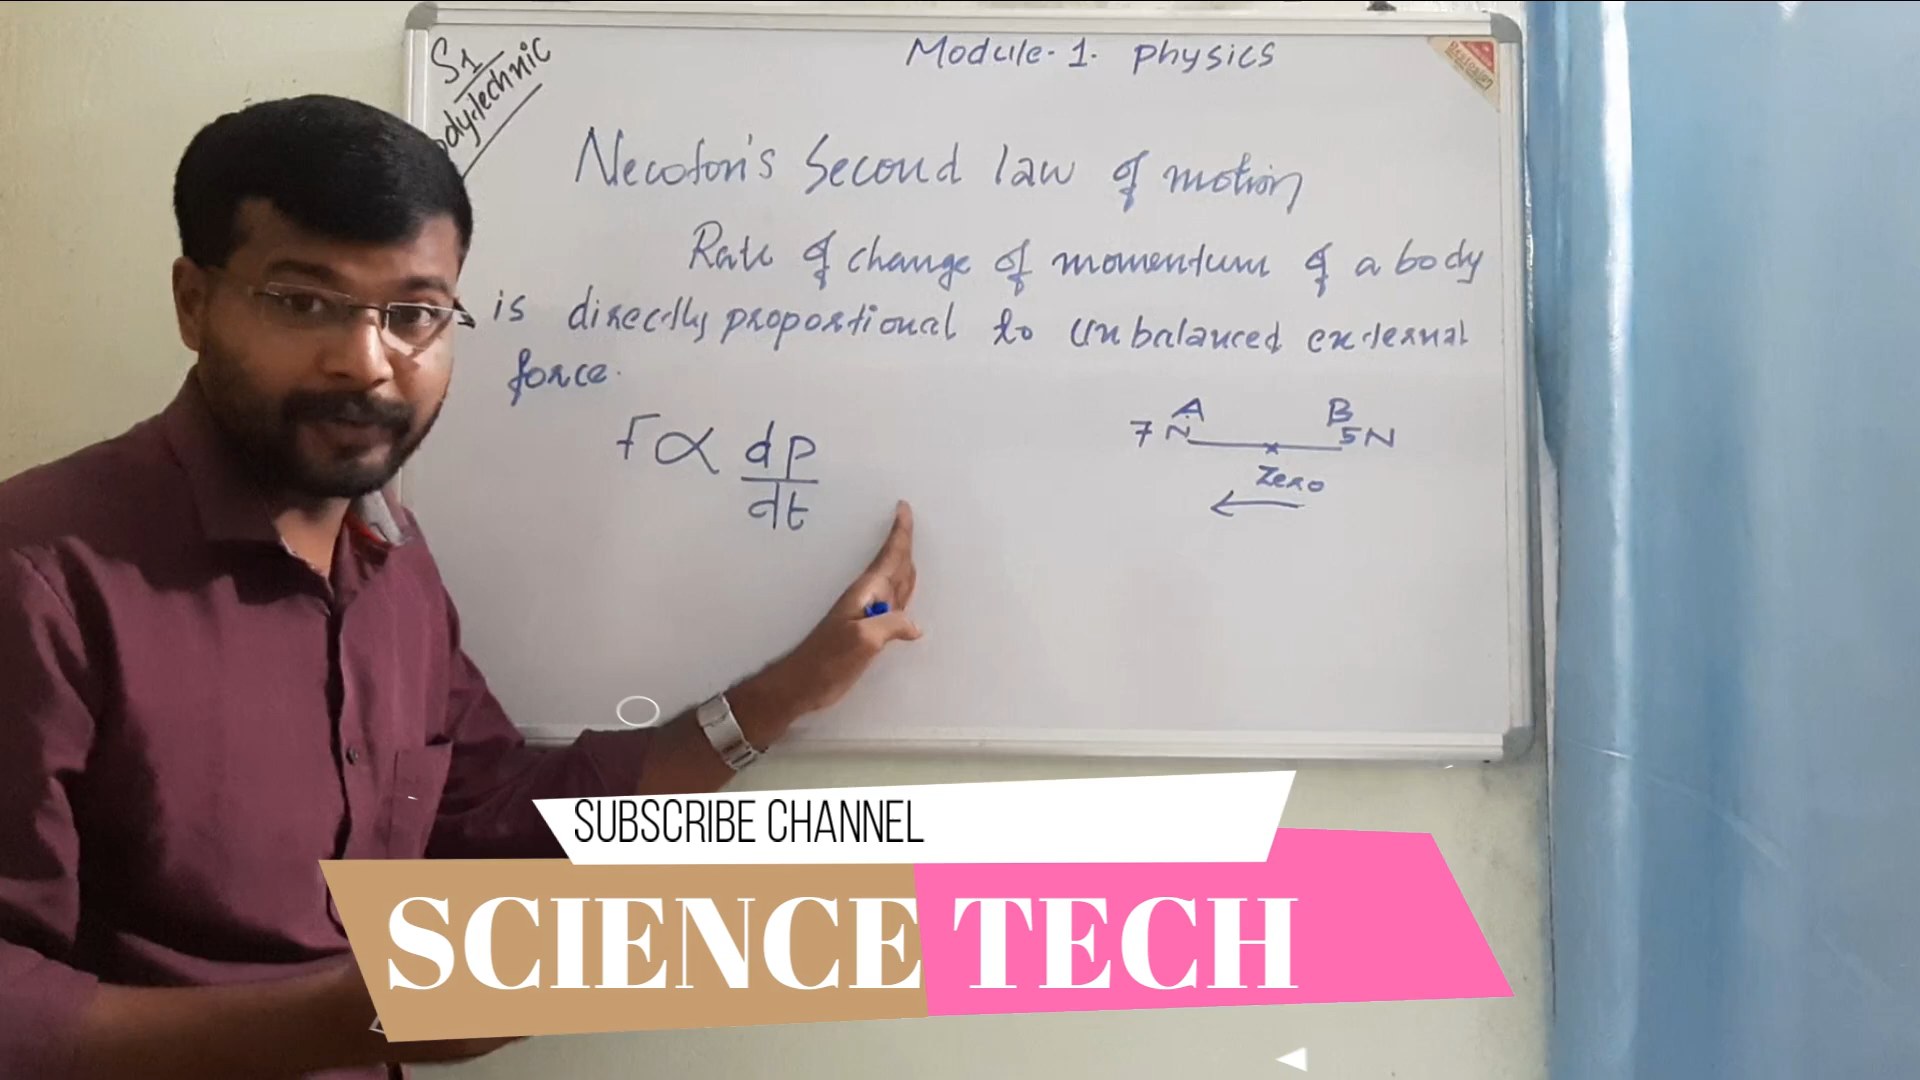 S1
Module-1. physics
Newton's Second law of motion
Rate of change of momentum of a body
is directly proportional to unbalanced external
force.
F ∝ dp
dt
A B
7 N 5N
Zero
SUBSCRIBE CHANNEL
SCIENCE TECH